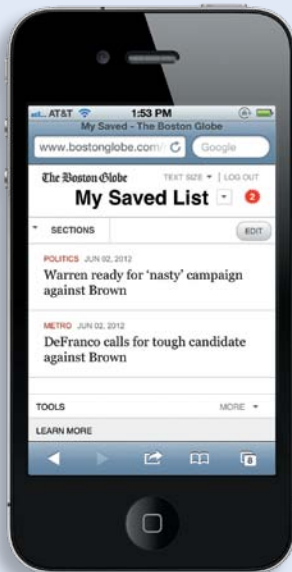 AT&T 1:53 PM
My Saved - The Boston Globe
www.bostonglobe.com/ Google
The Boston Globe TEXT SIZE LOG OUT
My Saved List 2
SECTIONS EDIT
POLITICS JUN 02, 2012
Warren ready for ‘nasty’ campaign
against Brown
METRO JUN 02, 2012
DeFranco calls for tough candidate
against Brown
TOOLS MORE
LEARN MORE
8